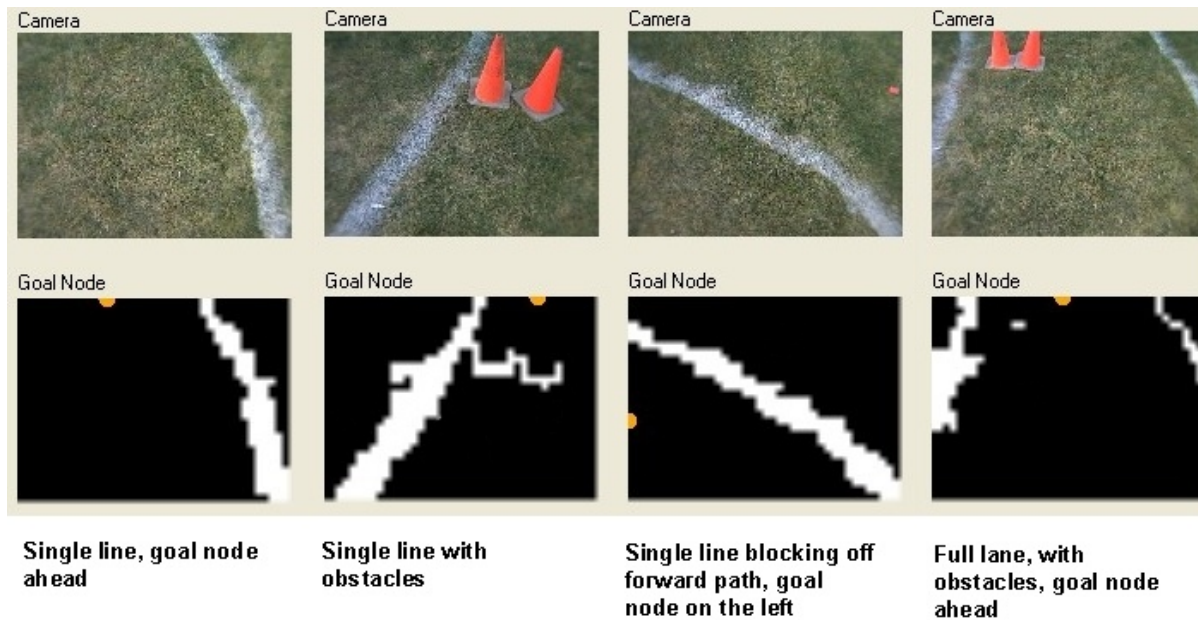 Camera
Camera
Camera
Camera
Goal Node
Goal Node
Goal Node
Goal Node
Single line, goal node
ahead
Single line with
obstacles
Single line blocking off
forward path, goal
node on the left
Full lane, with
obstacles, goal node
ahead